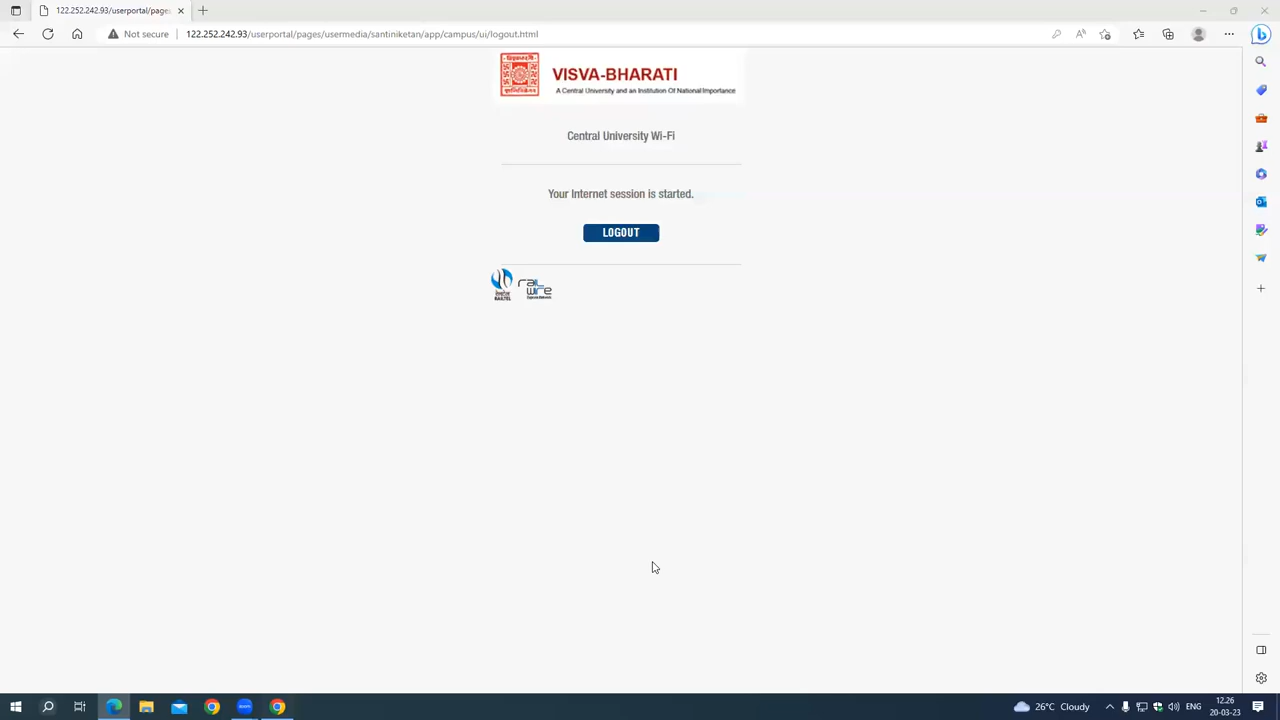 122.252.242.93/userportal/pages
Not secure
122.252.242.93/userportal/pages/usermedia/santiniketan/app/campus/ui/logout.html
VISVA-BHARATI
A Central University and an Institution Of National Importance
Central University Wi-Fi
Your Internet session is started.
LOGOUT
RAILTEL
rail
wire
26°C Cloudy
ENG
12.26
20-03-23